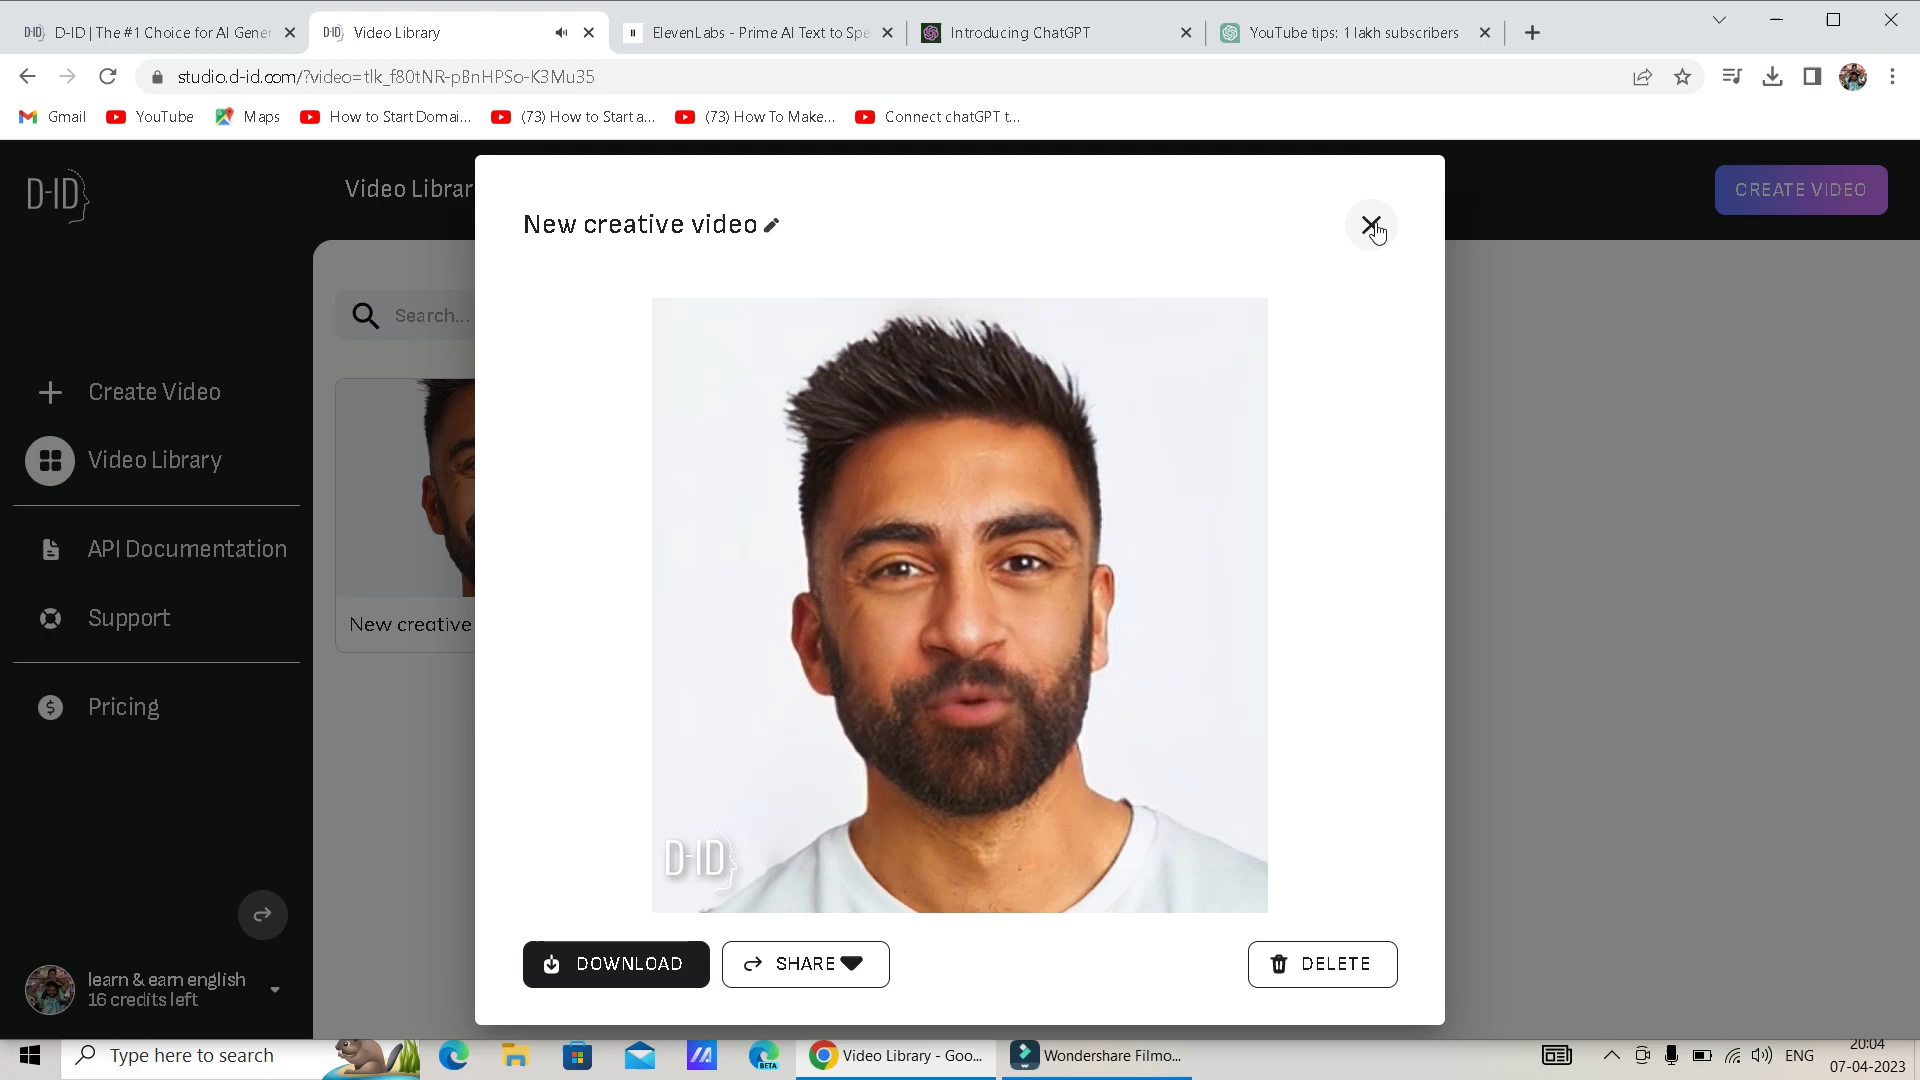 D-ID | The #1 Choice for AI Gener
Video Library
ElevenLabs - Prime AI Text to Spe
Introducing ChatGPT
YouTube tips: 1 lakh subscribers
studio.d-id.com/?video=tlk_f80tNR-pBnHPSo-K3Mu35
Gmail
YouTube
Maps
How to Start Domai...
(73) How to Start a...
(73) How To Make...
Connect chatGPT t...
D-ID
Video Librar
CREATE VIDEO
New creative video
Search...
Create Video
Video Library
API Documentation
Support
Pricing
New creative
D-ID
learn & earn english
16 credits left
DOWNLOAD
SHARE
DELETE
Type here to search
BETA
Video Library - Goo...
Wondershare Filmo...
ENG
20:04
07-04-2023